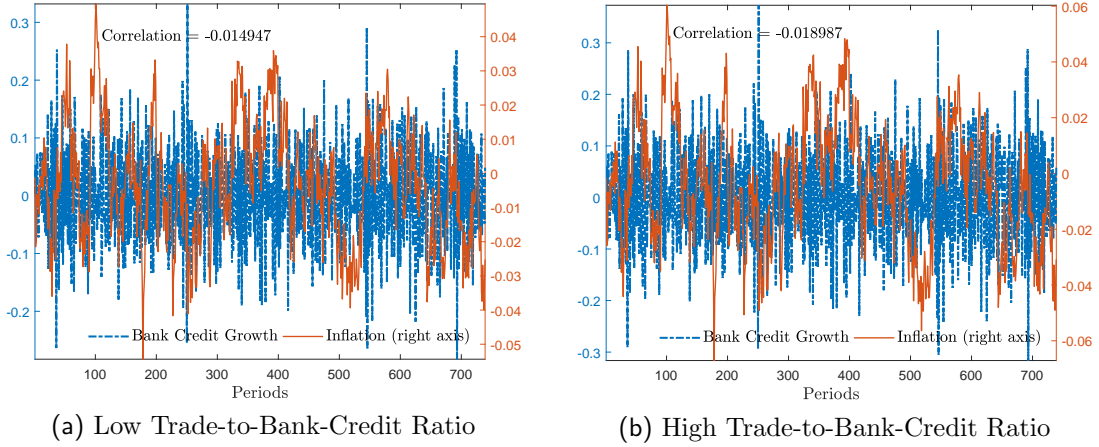 Correlation = -0.014947
0.3
0.2
0.1
0
-0.1
-0.2
0.04
0.03
0.02
0.01
0
-0.01
-0.02
-0.03
-0.04
-0.05
Bank Credit Growth
Inflation (right axis)
100 200 300 400 500 600 700
Periods
(a) Low Trade-to-Bank-Credit Ratio
Correlation = -0.018987
0.3
0.2
0.1
0
-0.1
-0.2
-0.3
0.06
0.04
0.02
0
-0.02
-0.04
-0.06
Bank Credit Growth
Inflation (right axis)
100 200 300 400 500 600 700
Periods
(b) High Trade-to-Bank-Credit Ratio